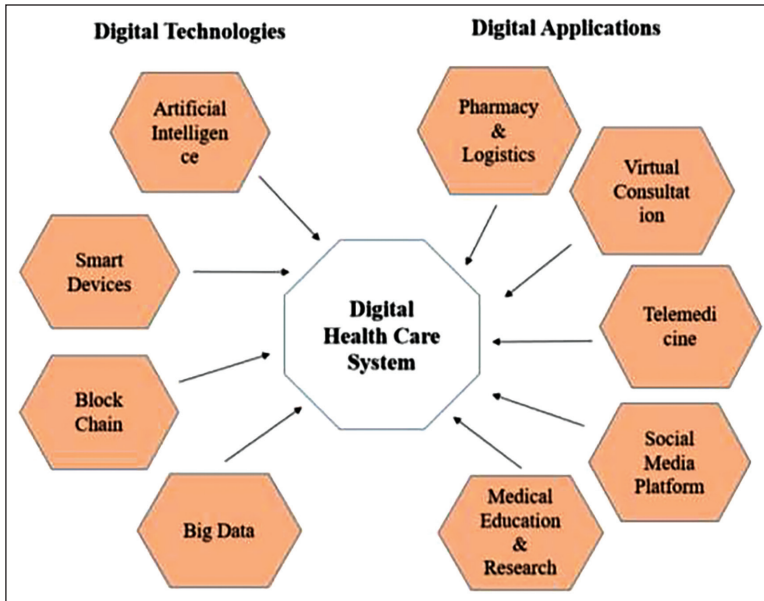 Digital Technologies
Digital Applications
Artificial
Intelligen
ce
Smart
Devices
Block
Chain
Big Data
Digital
Health Care
System
Pharmacy
&
Logistics
Virtual
Consultat
ion
Telemedi
cine
Social
Media
Platform
Medical
Education
&
Research